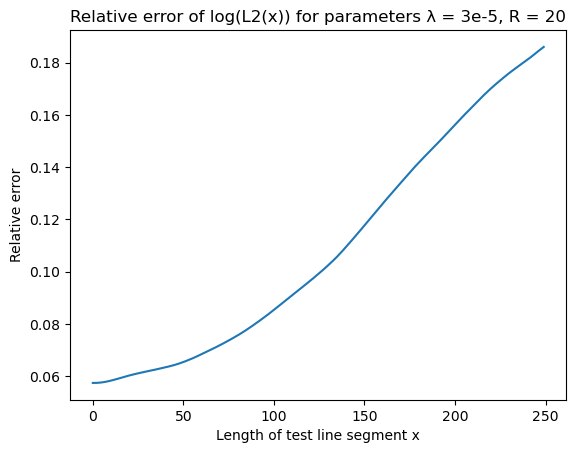 Relative error of log(L2(x)) for parameters λ = 3e-5, R = 20
Relative error
0.18
0.16
0.14
0.12
0.10
0.08
0.06
0 50 100 150 200 250
Length of test line segment x